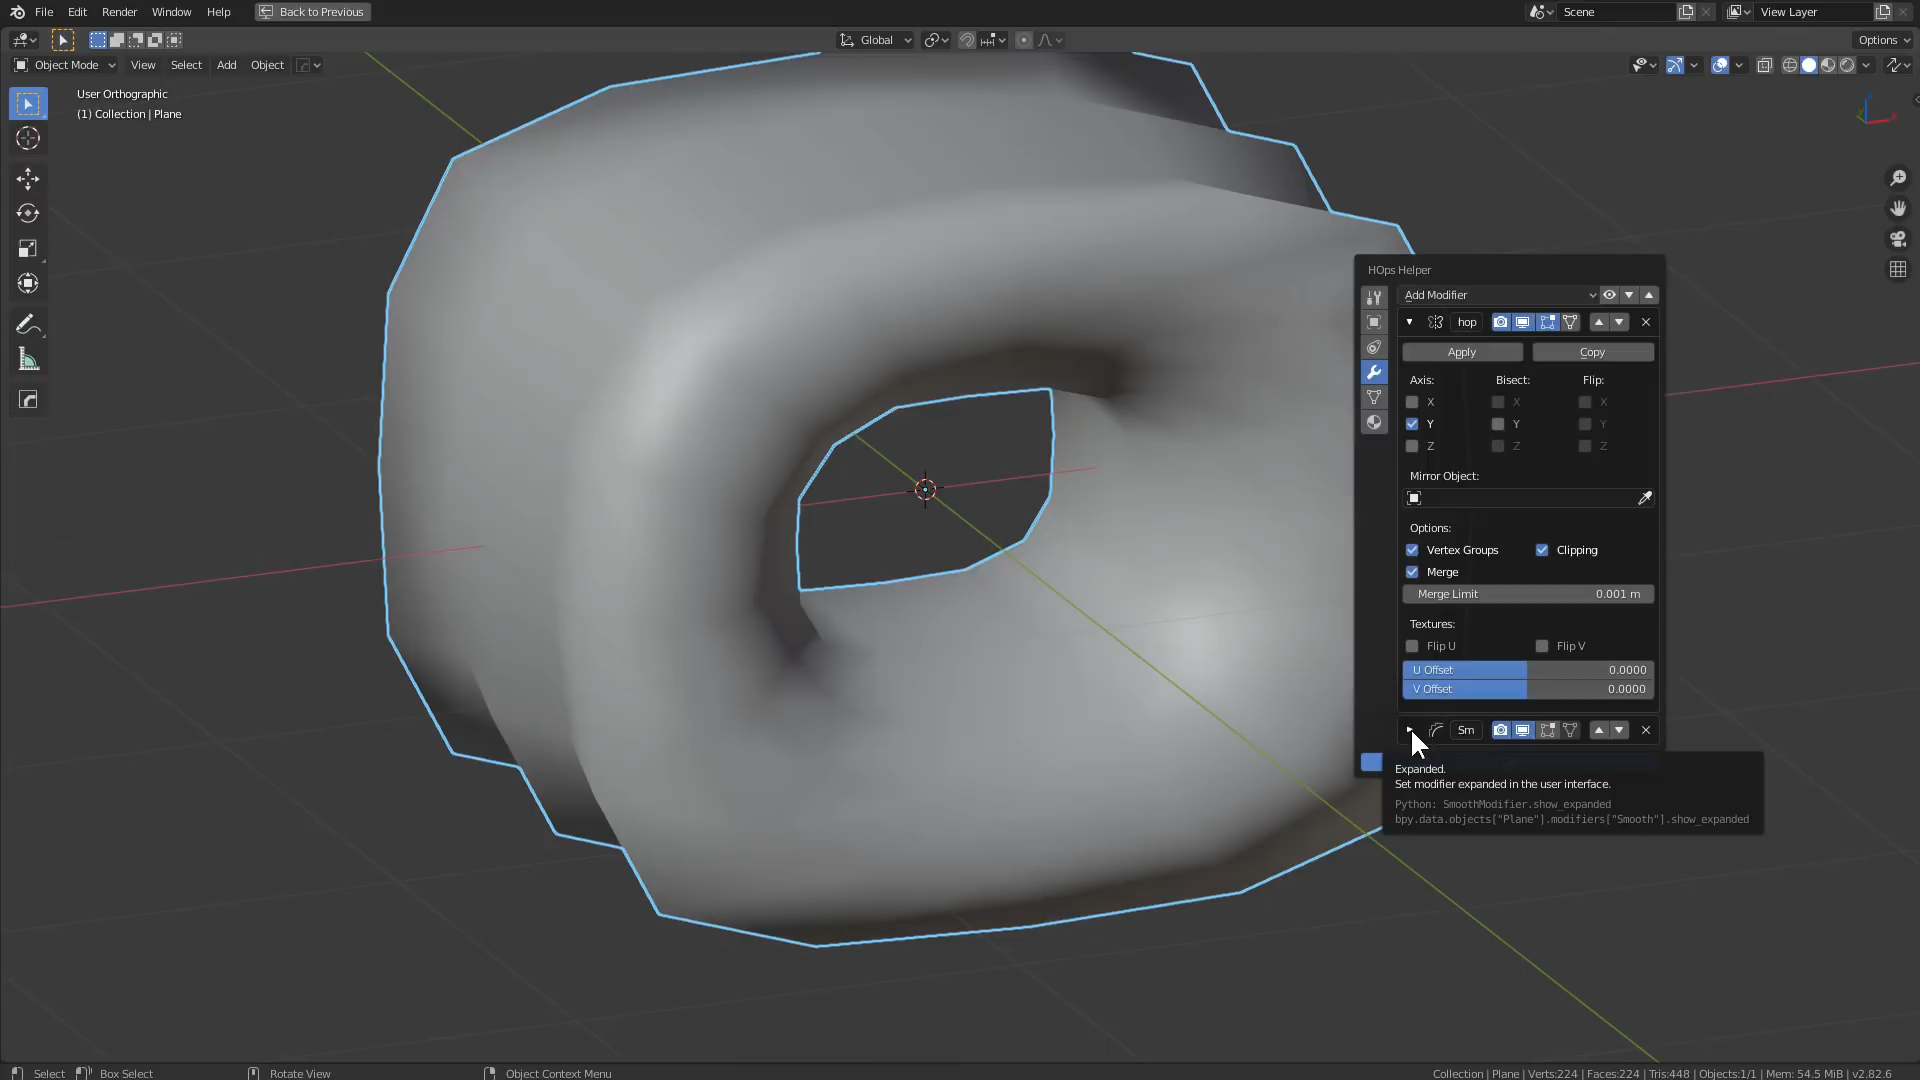 File Edit Render Window Help Back to Previous Scene View Layer
Global Options
Object Mode View Select Add Object
User Orthographic
(1) Collection | Plane
HOps Helper
Add Modifier
hop
Apply Copy
Axis: Bisect: Flip:
X X X
Y Y Y
Z Z Z
Mirror Object:
Options:
Vertex Groups Clipping
Merge
Merge Limit 0.001 m
Textures:
Flip U Flip V
U Offset 0.0000
V Offset 0.0000
Sm
Expanded.
Set modifier expanded in the user interface.
Python: SmoothModifier.show_expanded
bpy.data.objects["Plane"].modifiers["Smooth"].show_expanded
Select Box Select Rotate View Object Context Menu Collection | Plane | Verts:224 | Faces:224 | Tris:448 | Objects:1/1 | Mem: 54.5 MiB | v2.82.6